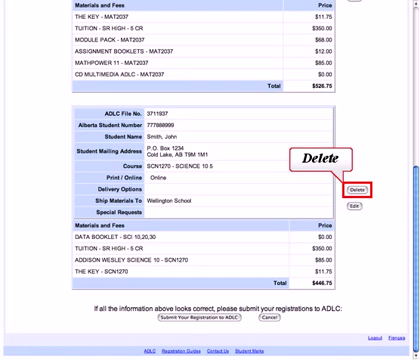 Materials and Fees Price
THE KEY - MAT2037 $11.75
TUITION - SR HIGH - 5 CR $350.00
MODULE PACK - MAT2037 $68.00
ASSIGNMENT BOOKLETS - MAT2037 $12.00
MATHPOWER 11 - MAT2037 $85.00
CD MULTIMEDIA ADLC - MAT2037 $0.00
Total $526.75
ADLC File No. 3711937
Alberta Student Number 777888999
Student Name Smith, John
Student Mailing Address P.O. Box 1234
Cold Lake, AB T9M 1M1
Course SCN1270 - SCIENCE 10 5
Print / Online Online
Delivery Options
Ship Materials To Wellington School
Special Requests
Delete
Delete
Edit
Materials and Fees Price
DATA BOOKLET - SCI 10,20,30 $0.00
TUITION - SR HIGH - 5 CR $350.00
ADDISON WESLEY SCIENCE 10 - SCN1270 $85.00
THE KEY - SCN1270 $11.75
Total $446.75
If all the information above looks correct, please submit your registrations to ADLC:
Submit Your Registration to ADLC Cancel
Logout Français
ADLC Registration Guides Contact Us Student Marks